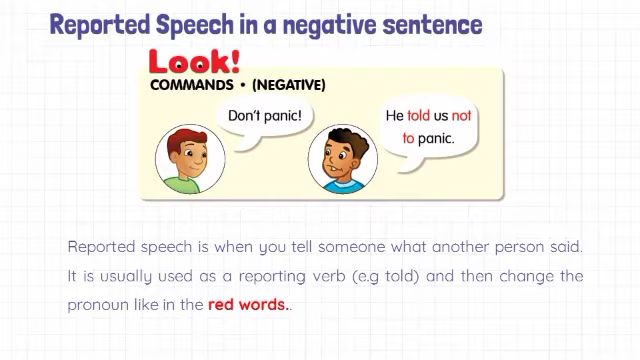 Reported Speech in a negative sentence
Look!
COMMANDS • (NEGATIVE)
Don't panic!
He told us not
to panic.
Reported speech is when you tell someone what another person said.
It is usually used as a reporting verb (e.g told) and then change the
pronoun like in the red words..